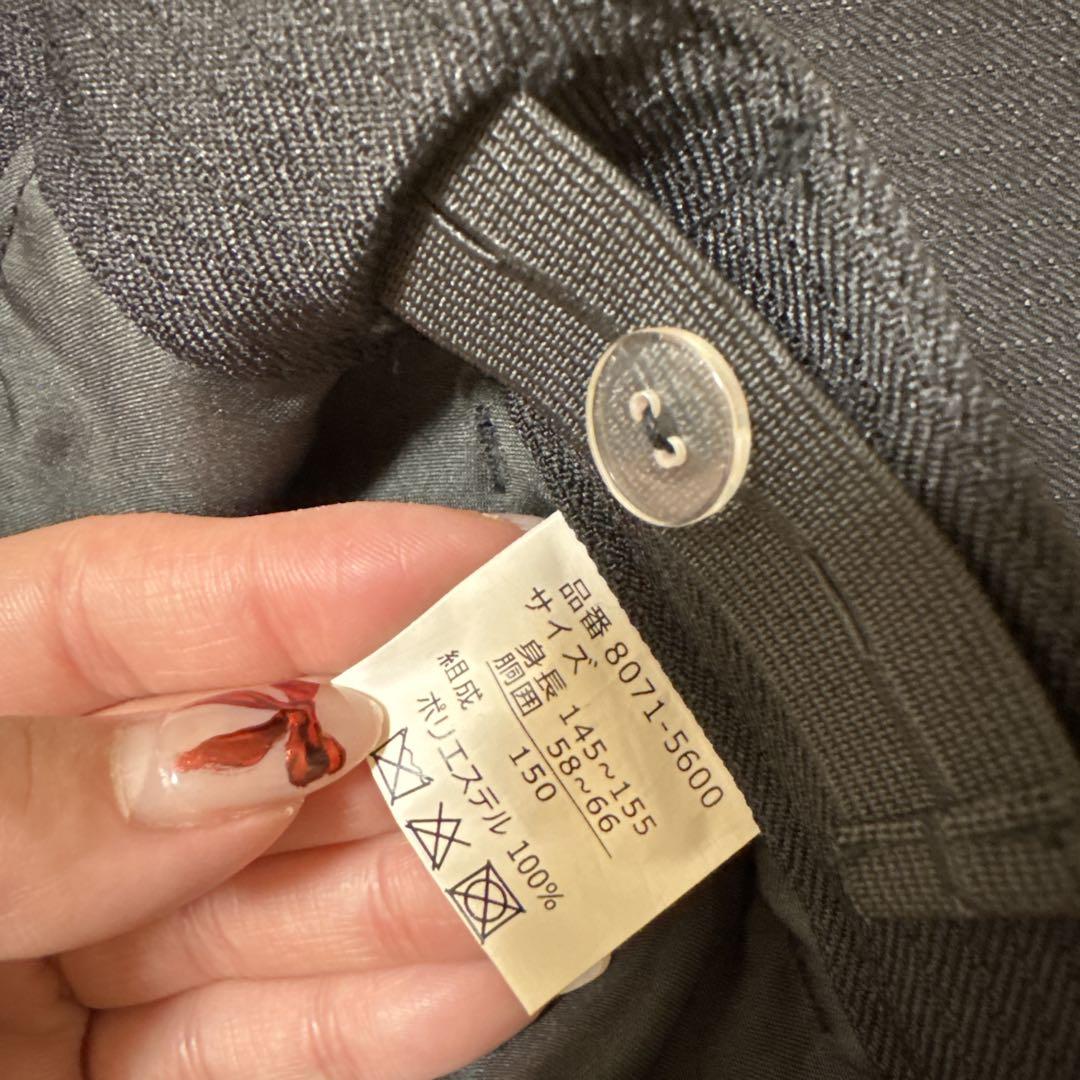 品番 8071-5600
サイズ
身長 145~155
胴囲 58~66
150
組成
ポリエステル 100%